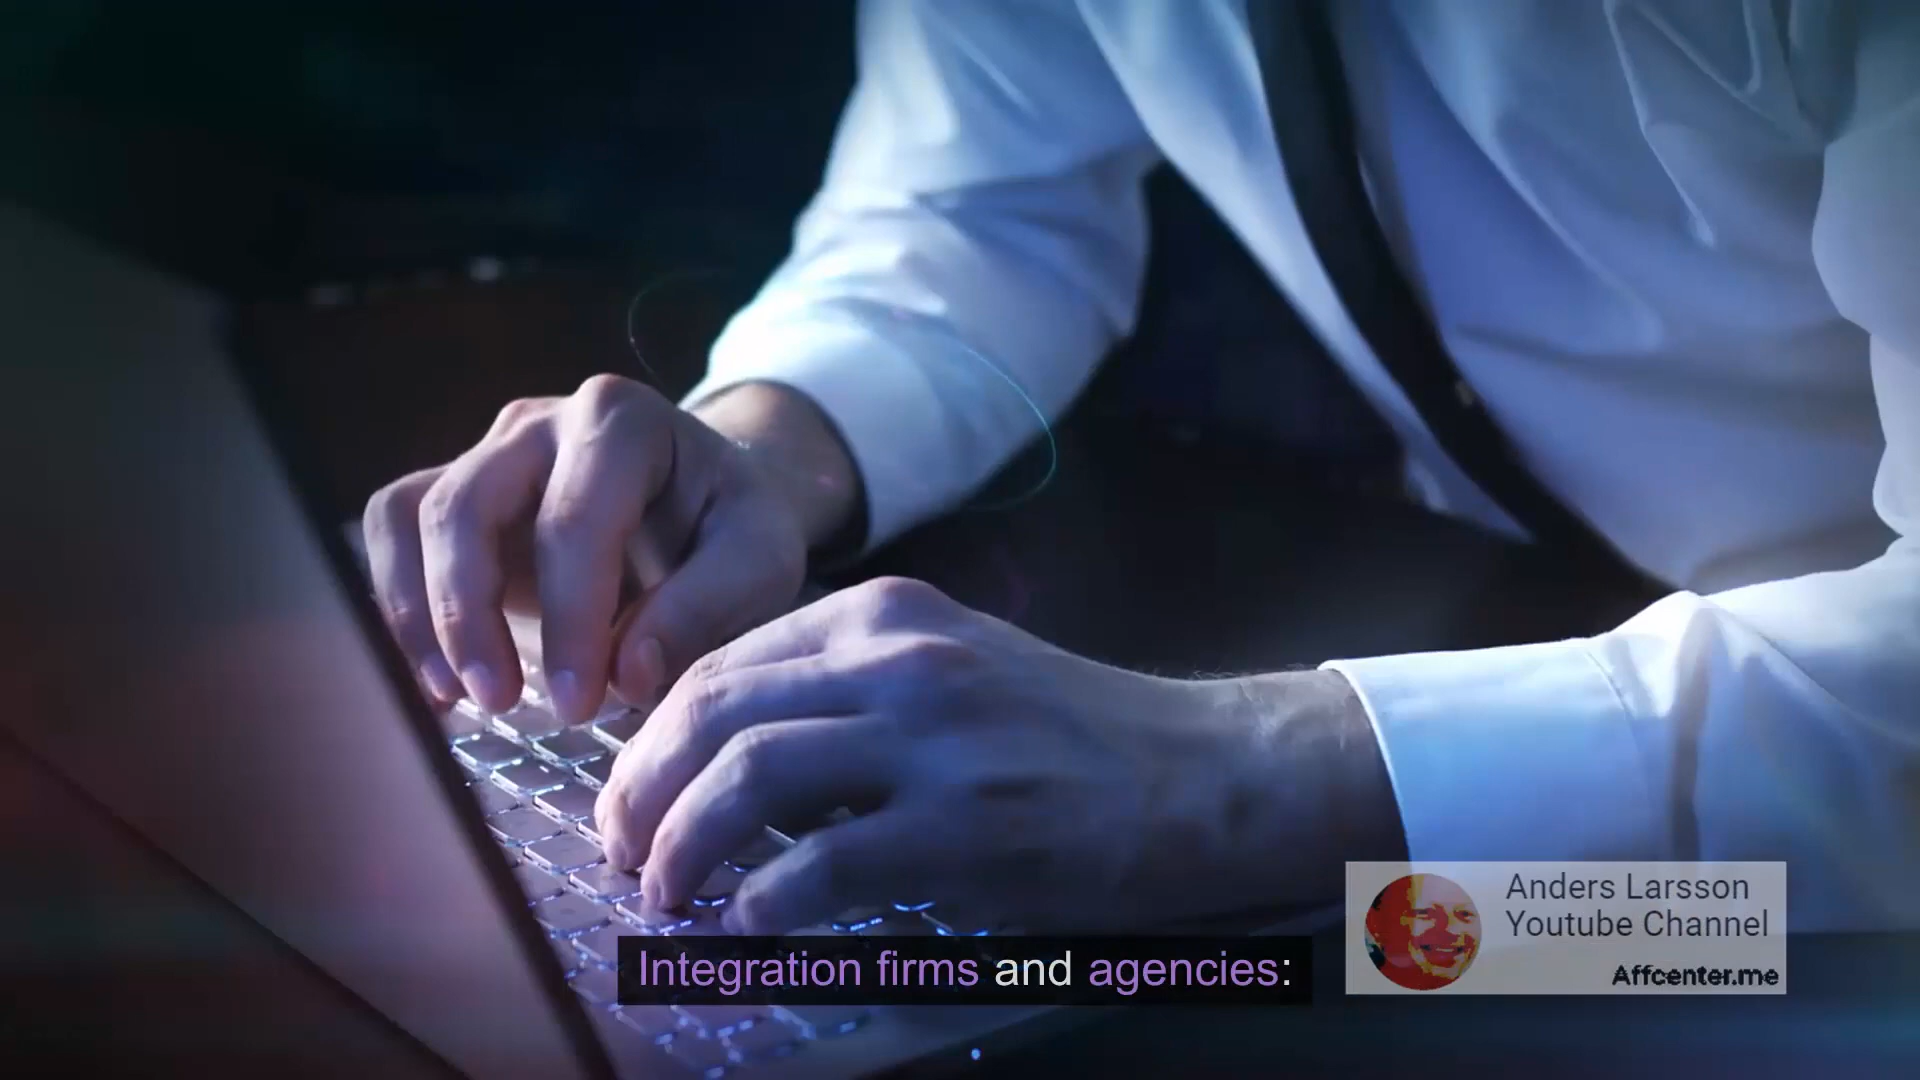 Anders Larsson
Youtube Channel
Affcenter.me
Integration firms and agencies: